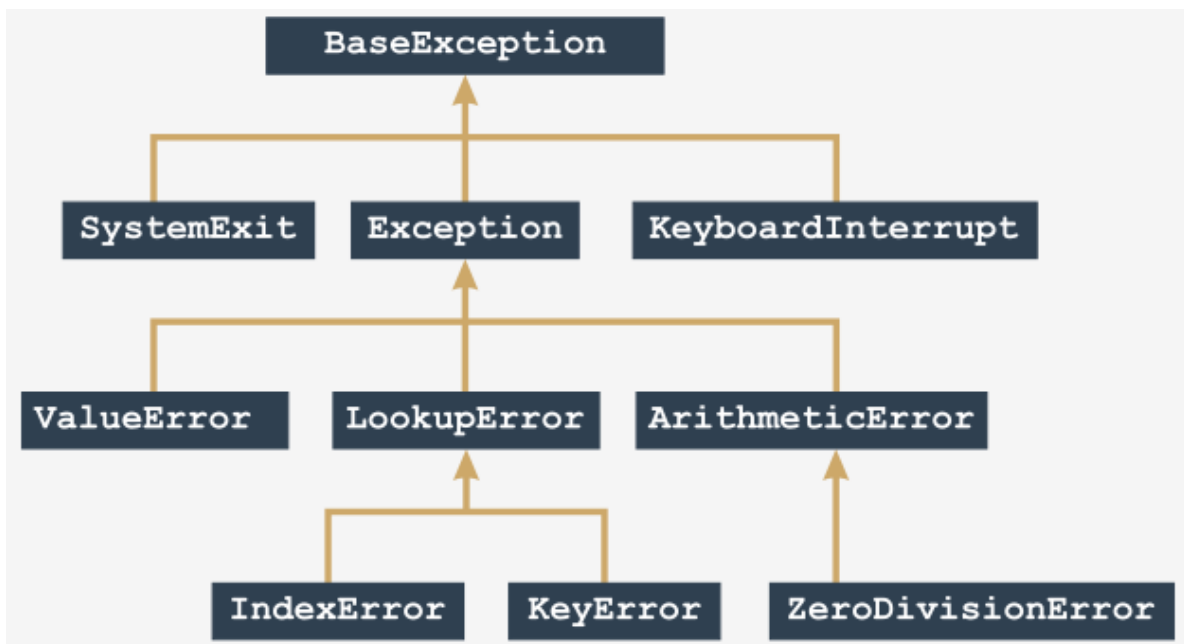 BaseException
SystemExit
Exception
KeyboardInterrupt
ValueError
LookupError
ArithmeticError
IndexError
KeyError
ZeroDivisionError